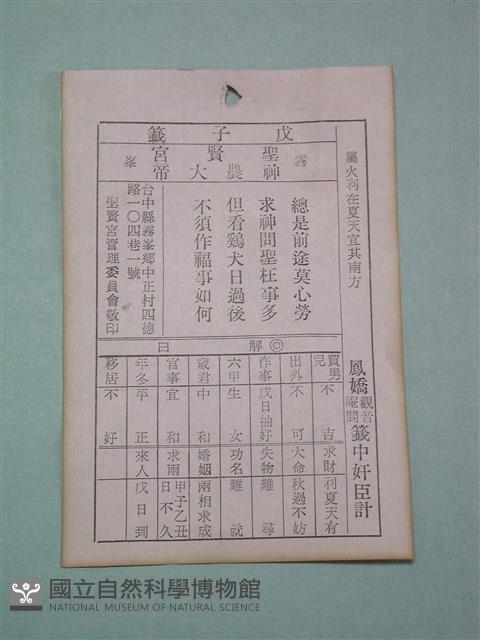 戊子籤
霧峯
聖賢宮
神農大帝
屬火利在夏天宜其南方
鳳嬌觀音庵問籤中奸臣計
總是前途莫心勞
求神問聖枉事多
但看鷄犬日過後
不須作福事如何
台中縣霧峯鄉中正村四德
路一〇四巷一號
聖賢宮管理委員會敬印
◎解曰
買男兒 不吉 求財 利夏天有
出外 不可 大命 秋過不妨
作事 戊日抽好 失物 難尋
六甲 生女 功名 難就
歲君 中和 婚姻 兩相求成
官事 宜和 求雨 甲子乙丑日不久
年冬 平正 來人 戊日到
移居 不好
國立自然科學博物館
NATIONAL MUSEUM OF NATURAL SCIENCE